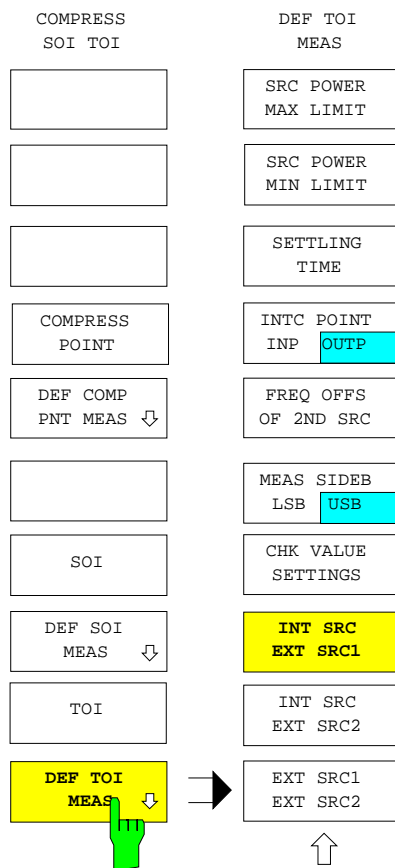 COMPRESS
SOI TOI
COMPRESS
POINT
DEF COMP
PNT MEAS
SOI
DEF SOI
MEAS
TOI
DEF TOI
MEAS
DEF TOI
MEAS
SRC POWER
MAX LIMIT
SRC POWER
MIN LIMIT
SETTLING
TIME
INTC POINT
INP OUTP
FREQ OFFS
OF 2ND SRC
MEAS SIDEB
LSB USB
CHK VALUE
SETTINGS
INT SRC
EXT SRC1
INT SRC
EXT SRC2
EXT SRC1
EXT SRC2